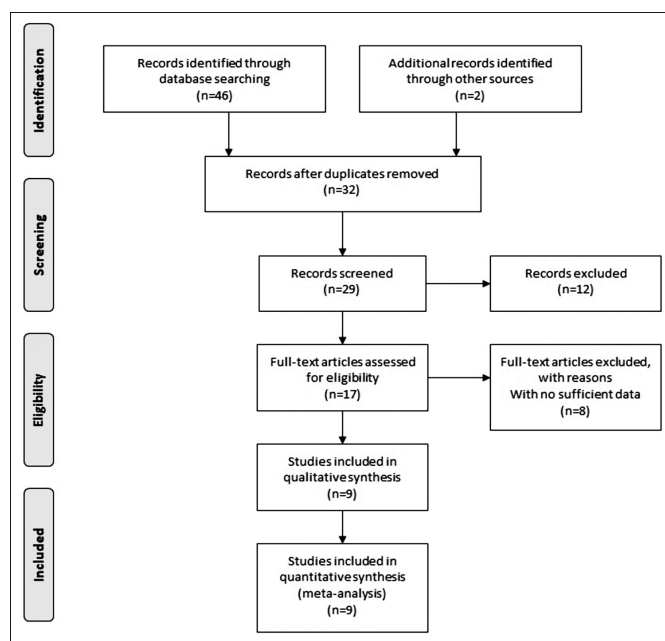 Identification
Records identified through
database searching
(n=46)
Additional records identified
through other sources
(n=2)
Records after duplicates removed
(n=32)
Screening
Records screened
(n=29)
Records excluded
(n=12)
Eligibility
Full-text articles assessed
for eligibility
(n=17)
Full-text articles excluded,
with reasons
With no sufficient data
(n=8)
Studies included in
qualitative synthesis
(n=9)
Included
Studies included in
quantitative synthesis
(meta-analysis)
(n=9)